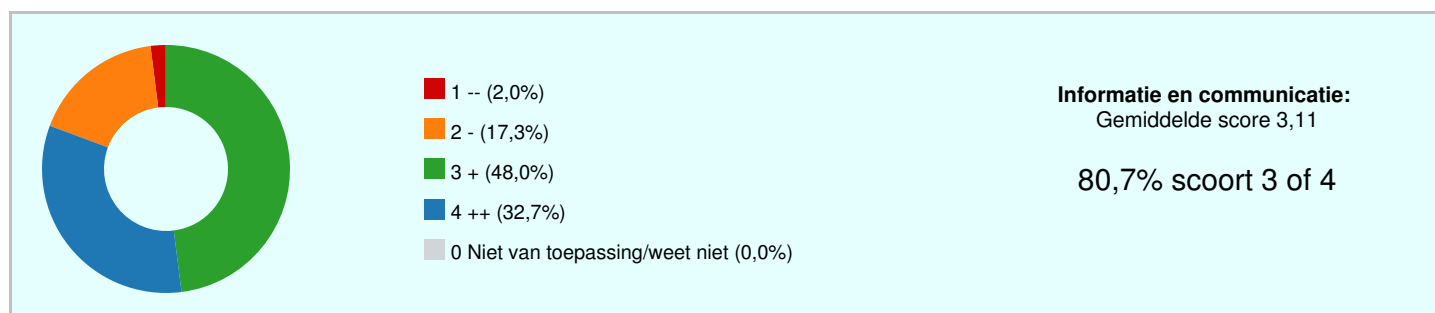 1 -- (2,0%)
2 - (17,3%)
3 + (48,0%)
4 ++ (32,7%)
0 Niet van toepassing/weet niet (0,0%)
Informatie en communicatie:
Gemiddelde score 3,11
80,7% scoort 3 of 4